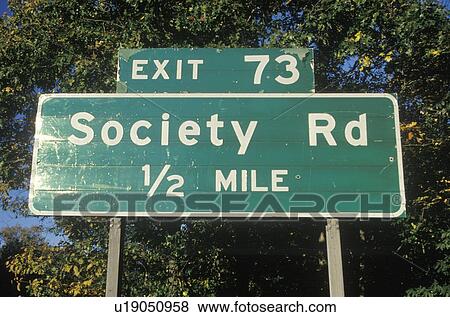 EXIT 73
Society Rd
1/2 MILE
FOTOSEARCH
u19050958 www.fotosearch.com